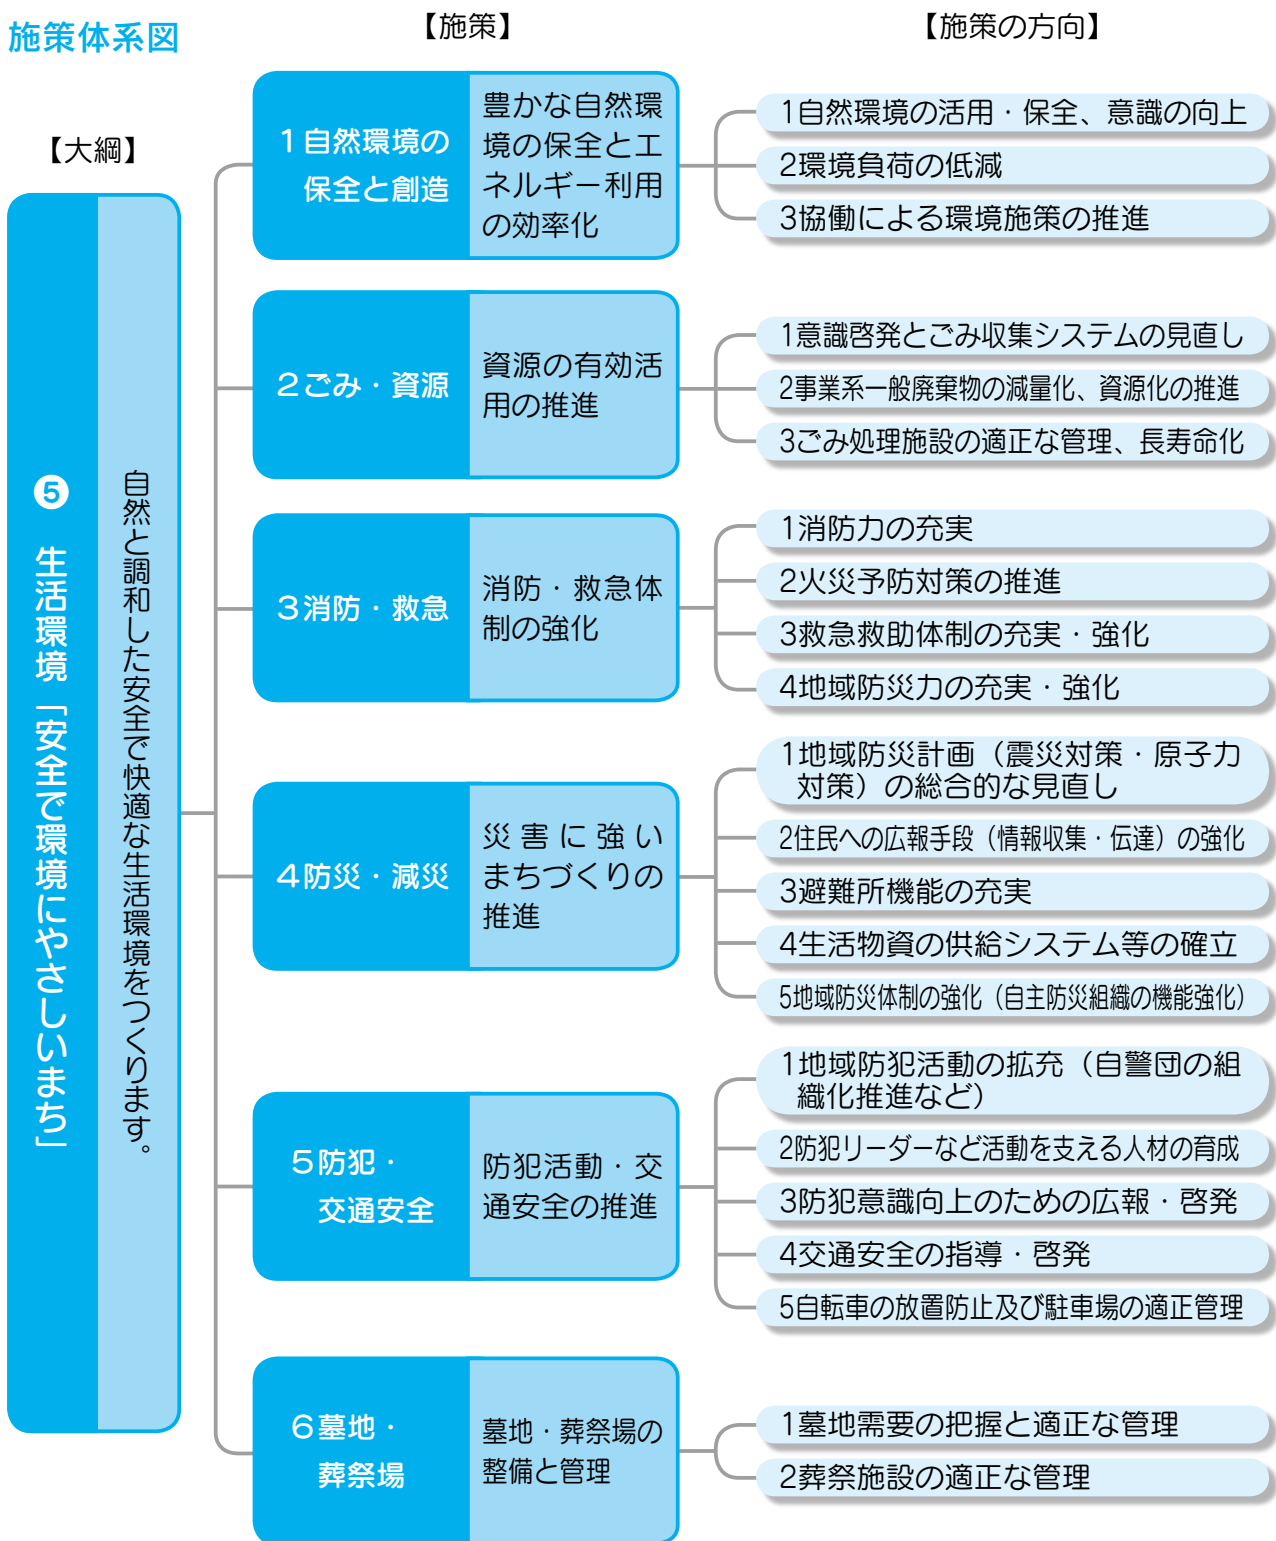 施策体系図
【施策】
【施策の方向】
【大綱】
❺ 生活環境「安全で環境にやさしいまち」
自然と調和した安全で快適な生活環境をつくります。
1自然環境の
保全と創造
豊かな自然環
境の保全とエ
ネルギー利用
の効率化
1自然環境の活用・保全、意識の向上
2環境負荷の低減
3協働による環境施策の推進
2ごみ・資源
資源の有効活
用の推進
1意識啓発とごみ収集システムの見直し
2事業系一般廃棄物の減量化、資源化の推進
3ごみ処理施設の適正な管理、長寿命化
3消防・救急
消防・救急体
制の強化
1消防力の充実
2火災予防対策の推進
3救急救助体制の充実・強化
4地域防災力の充実・強化
4防災・減災
災害に強い
まちづくりの
推進
1地域防災計画（震災対策・原子力
対策）の総合的な見直し
2住民への広報手段（情報収集・伝達）の強化
3避難所機能の充実
4生活物資の供給システム等の確立
5地域防災体制の強化（自主防災組織の機能強化）
5防犯・
交通安全
防犯活動・交
通安全の推進
1地域防犯活動の拡充（自警団の組
織化推進など）
2防犯リーダーなど活動を支える人材の育成
3防犯意識向上のための広報・啓発
4交通安全の指導・啓発
5自転車の放置防止及び駐車場の適正管理
6墓地・
葬祭場
墓地・葬祭場の
整備と管理
1墓地需要の把握と適正な管理
2葬祭施設の適正な管理